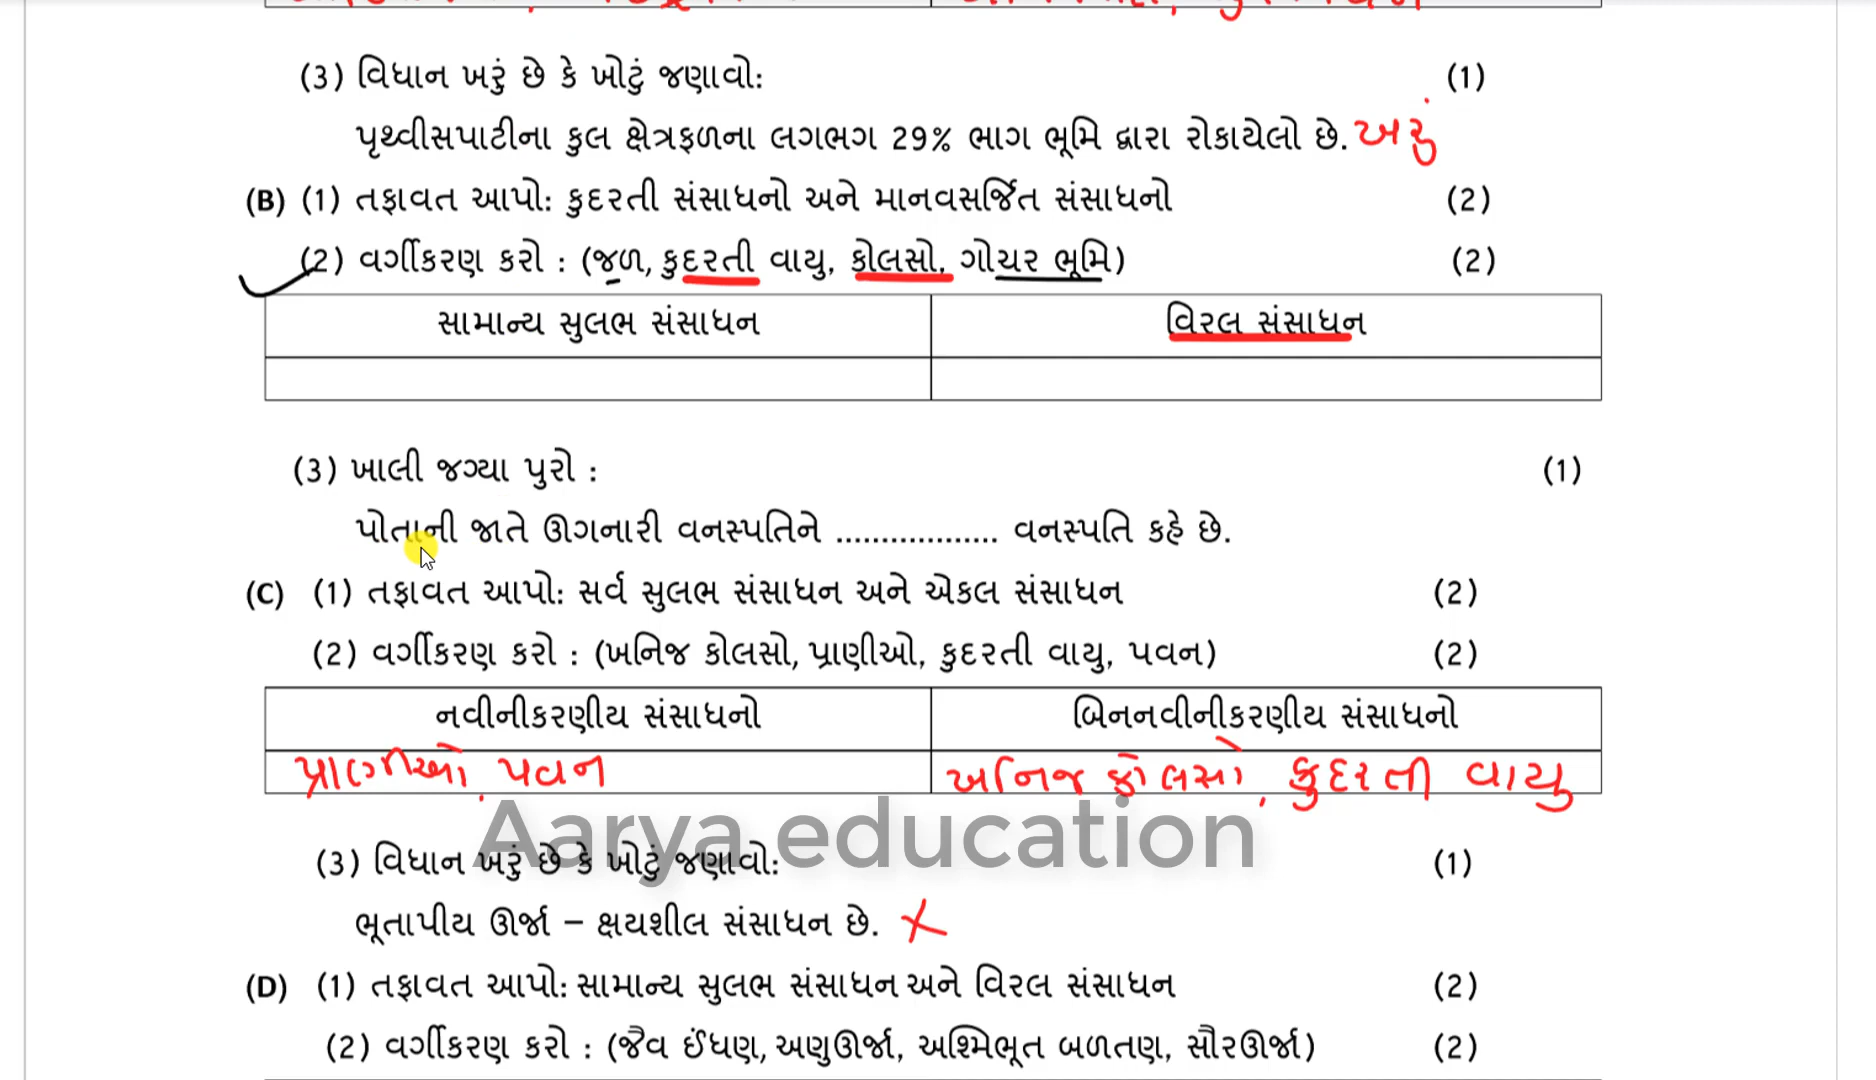 (3) વિધાન ખરું છે કે ખોટું જણાવો: (1)
પૃથ્વીસપાટીના કુલ ક્ષેત્રફળના લગભગ 29% ભાગ ભૂમિ દ્વારા રોકાયેલો છે. ખરું
(B) (1) તફાવત આપો: કુદરતી સંસાધનો અને માનવસર્જિત સંસાધનો (2)
(2) વર્ગીકરણ કરો : (જળ, કુદરતી વાયુ, કોલસો, ગોચર ભૂમિ) (2)
સામાન્ય સુલભ સંસાધન વિરલ સંસાધન
(3) ખાલી જગ્યા પુરો : (1)
પોતાની જાતે ઊગનારી વનસ્પતિને .................. વનસ્પતિ કહે છે.
(C) (1) તફાવત આપો: સર્વ સુલભ સંસાધન અને એકલ સંસાધન (2)
(2) વર્ગીકરણ કરો : (ખનિજ કોલસો, પ્રાણીઓ, કુદરતી વાયુ, પવન) (2)
નવીનીકરણીય સંસાધનો બિનનવીનીકરણીય સંસાધનો
પ્રાણીઓ, પવન ખનિજ કોલસો, કુદરતી વાયુ
Aarya education
(3) વિધાન ખરું છે કે ખોટું જણાવો: (1)
ભૂતાપીય ઊર્જા – ક્ષયશીલ સંસાધન છે. ✗
(D) (1) તફાવત આપો: સામાન્ય સુલભ સંસાધન અને વિરલ સંસાધન (2)
(2) વર્ગીકરણ કરો : (જૈવ ઈંધણ, અણુઊર્જા, અશ્મિભૂત બળતણ, સૌરઊર્જા) (2)